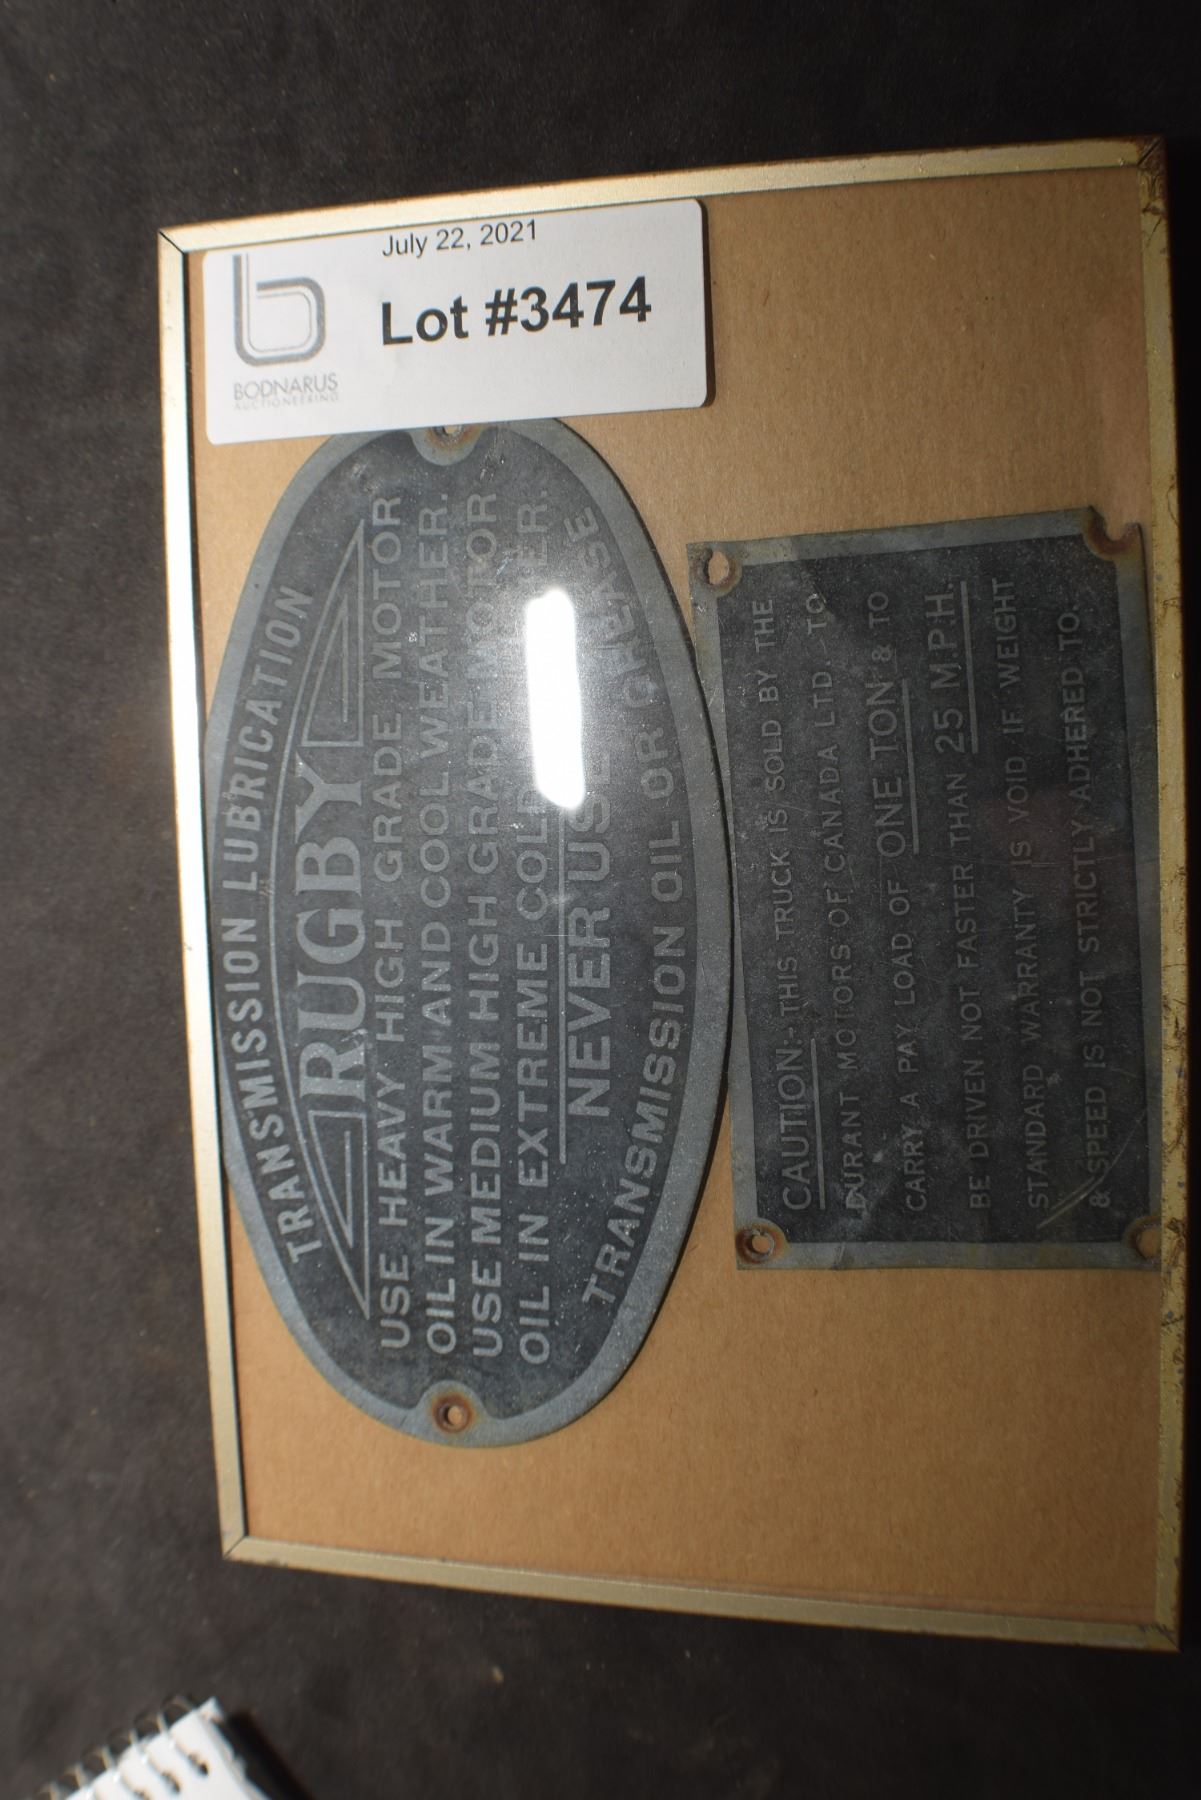 July 22, 2021
Lot #3474
BODNARUS
AUCTIONEERING
TRANSMISSION LUBRICATION
RUGBY
USE HEAVY HIGH GRADE MOTOR
OIL IN WARM AND COOL WEATHER.
USE MEDIUM HIGH GRADE MOTOR
OIL IN EXTREME COLD
NEVER USE GREASE
TRANSMISSION OIL OR
CAUTION:- THIS TRUCK IS SOLD BY THE
DURANT MOTORS OF CANADA LTD. TO
CARRY A PAY LOAD OF ONE TON & TO
BE DRIVEN NOT FASTER THAN 25 M.P.H.
STANDARD WARRANTY IS VOID IF WEIGHT
& SPEED IS NOT STRICTLY ADHERED TO.